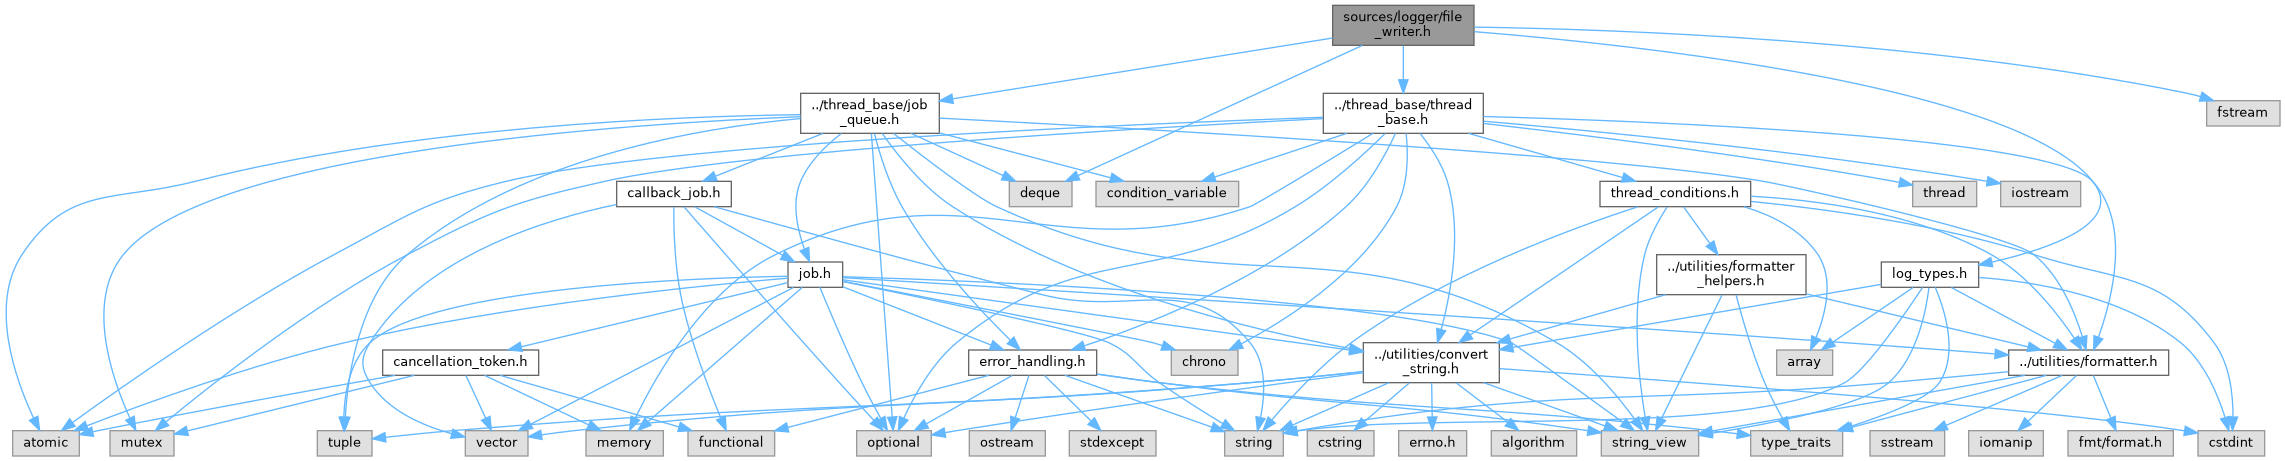 sources/logger/file
_writer.h
../thread_base/job
_queue.h
../thread_base/thread
_base.h
fstream
callback_job.h
deque
condition_variable
thread_conditions.h
thread
iostream
job.h
../utilities/formatter
_helpers.h
log_types.h
cancellation_token.h
error_handling.h
chrono
../utilities/convert
_string.h
array
../utilities/formatter.h
atomic
mutex
tuple
vector
memory
functional
optional
ostream
stdexcept
string
cstring
errno.h
algorithm
string_view
type_traits
sstream
iomanip
fmt/format.h
cstdint